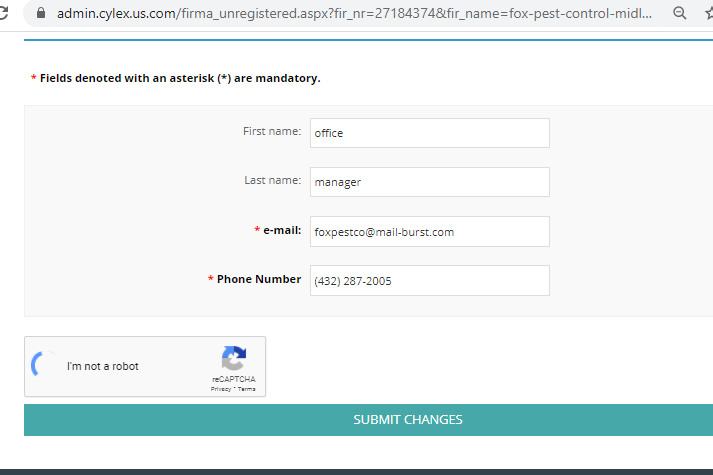 admin.cylex.us.com/firma_unregistered.aspx?fir_nr=27184374&fir_name=fox-pest-control-midl...
* Fields denoted with an asterisk (*) are mandatory.
First name: office
Last name: manager
* e-mail: foxpestco@mail-burst.com
* Phone Number (432) 287-2005
I'm not a robot
reCAPTCHA
Privacy - Terms
SUBMIT CHANGES